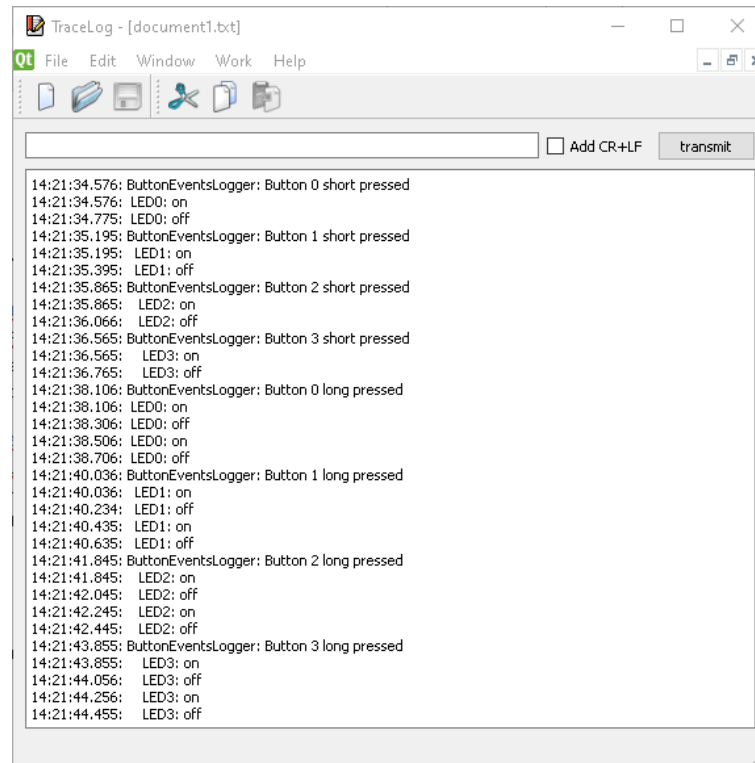 TraceLog - [document1.txt]
Qt File Edit Window Work Help
Add CR+LF transmit
14:21:34.576: ButtonEventsLogger: Button 0 short pressed
14:21:34.576: LED0: on
14:21:34.775: LED0: off
14:21:35.195: ButtonEventsLogger: Button 1 short pressed
14:21:35.195: LED1: on
14:21:35.395: LED1: off
14:21:35.865: ButtonEventsLogger: Button 2 short pressed
14:21:35.865: LED2: on
14:21:36.066: LED2: off
14:21:36.565: ButtonEventsLogger: Button 3 short pressed
14:21:36.565: LED3: on
14:21:36.765: LED3: off
14:21:38.106: ButtonEventsLogger: Button 0 long pressed
14:21:38.106: LED0: on
14:21:38.306: LED0: off
14:21:38.506: LED0: on
14:21:38.706: LED0: off
14:21:40.036: ButtonEventsLogger: Button 1 long pressed
14:21:40.036: LED1: on
14:21:40.234: LED1: off
14:21:40.435: LED1: on
14:21:40.635: LED1: off
14:21:41.845: ButtonEventsLogger: Button 2 long pressed
14:21:41.845: LED2: on
14:21:42.045: LED2: off
14:21:42.245: LED2: on
14:21:42.445: LED2: off
14:21:43.855: ButtonEventsLogger: Button 3 long pressed
14:21:43.855: LED3: on
14:21:44.056: LED3: off
14:21:44.256: LED3: on
14:21:44.455: LED3: off